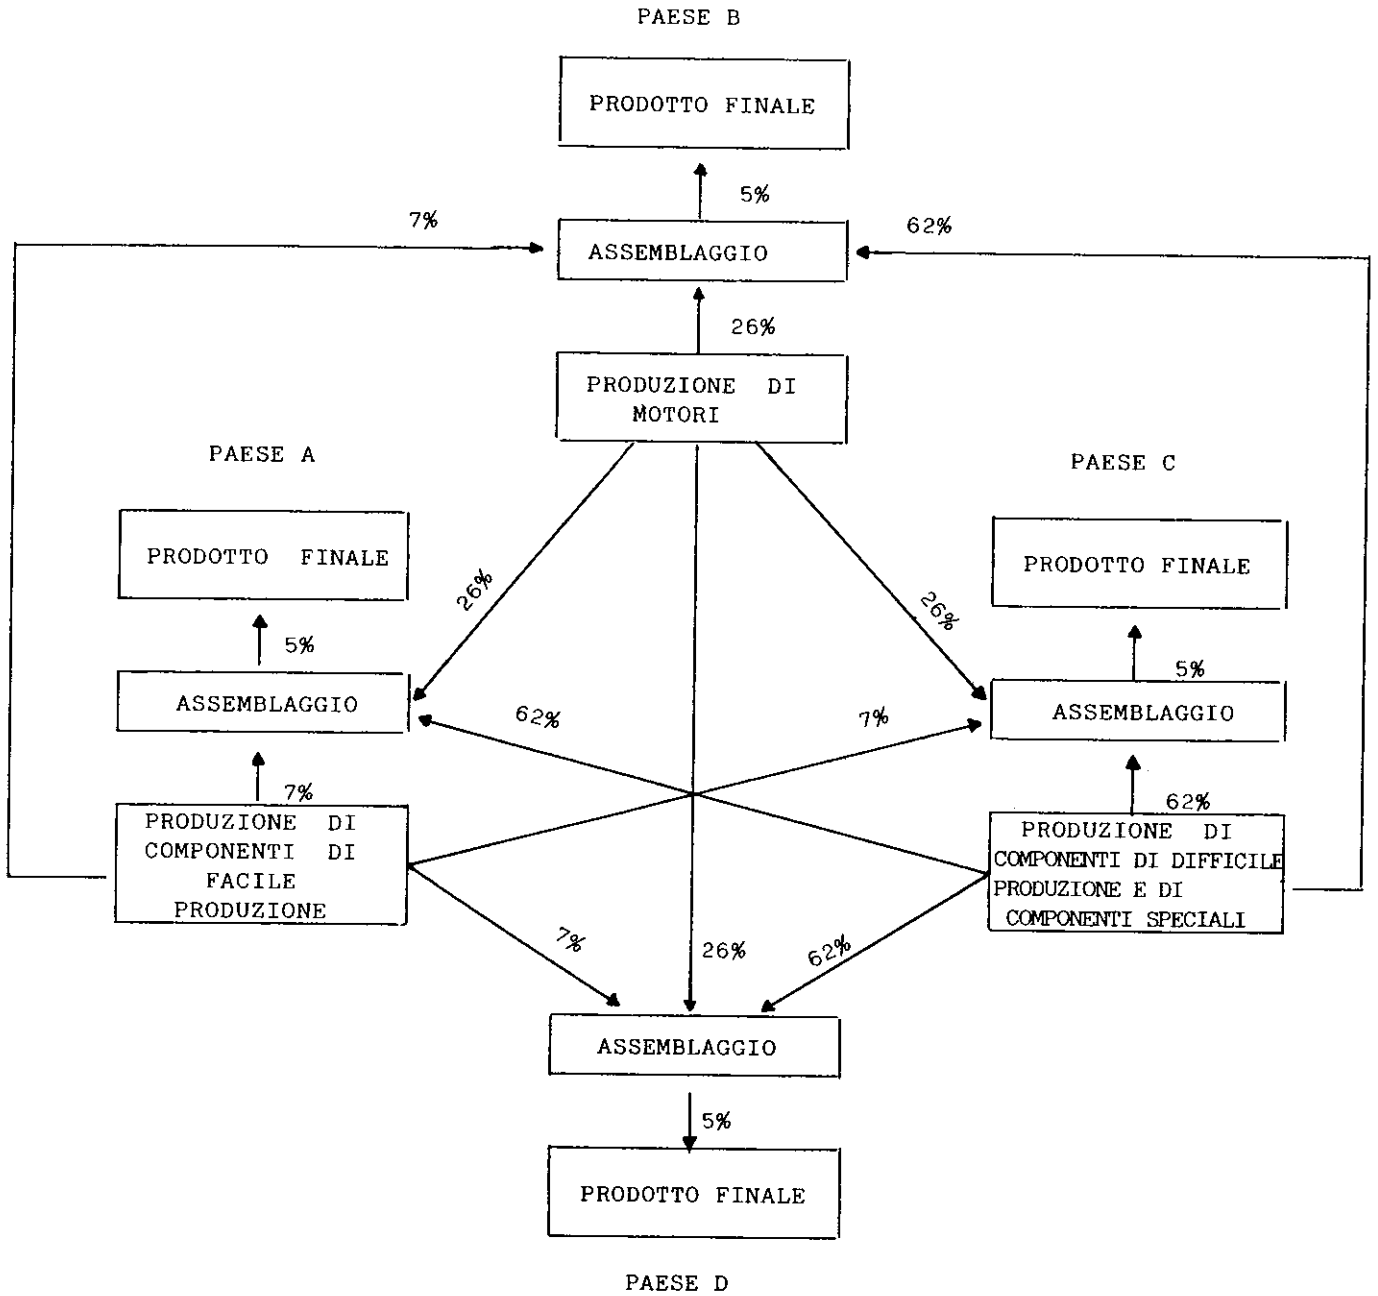 PAESE B
PRODOTTO FINALE
5%
7%
62%
ASSEMBLAGGIO
26%
PRODUZIONE DI
MOTORI
PAESE A
PAESE C
PRODOTTO FINALE
PRODOTTO FINALE
26%
26%
5%
5%
ASSEMBLAGGIO
62%
7%
ASSEMBLAGGIO
7%
62%
PRODUZIONE DI
COMPONENTI DI
FACILE
PRODUZIONE
PRODUZIONE DI
COMPONENTI DI DIFFICILE
PRODUZIONE E DI
COMPONENTI SPECIALI
7%
26%
62%
ASSEMBLAGGIO
5%
PRODOTTO FINALE
PAESE D